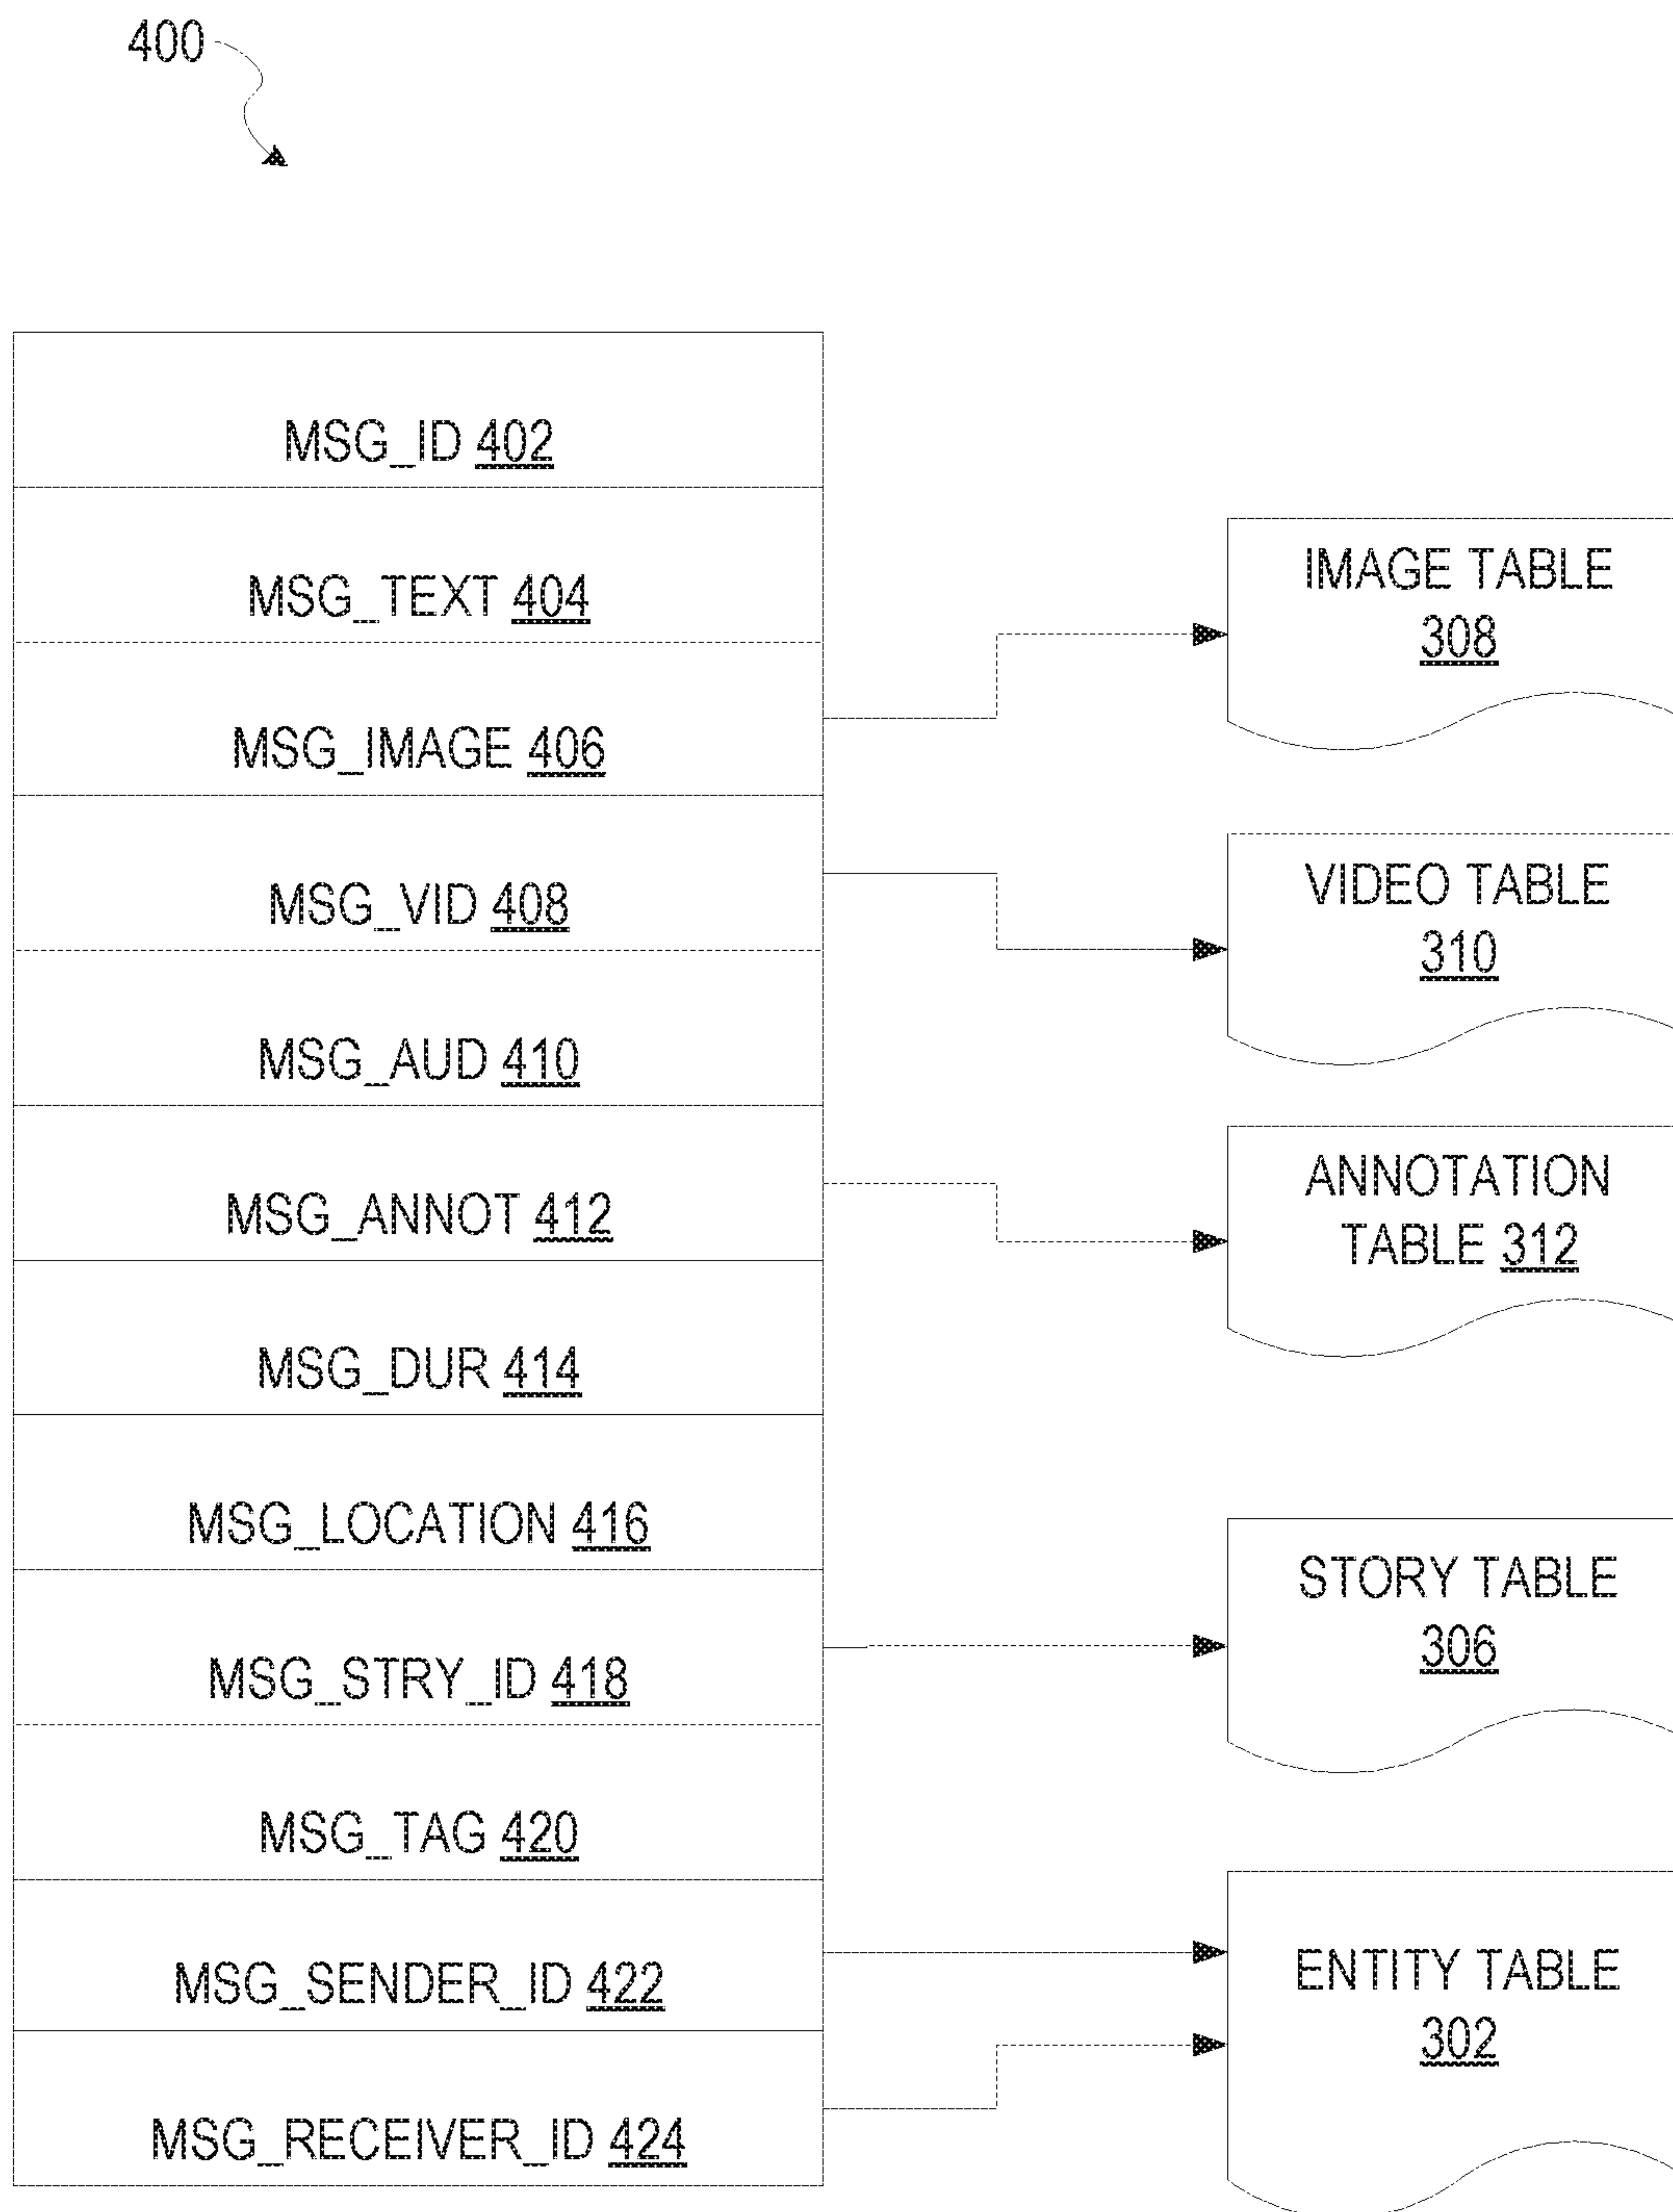 400
MSG_ID 402
MSG_TEXT 404
MSG_IMAGE 406
MSG_VID 408
MSG_AUD 410
MSG_ANNOT 412
MSG_DUR 414
MSG_LOCATION 416
MSG_STRY_ID 418
MSG_TAG 420
MSG_SENDER_ID 422
MSG_RECEIVER_ID 424
IMAGE TABLE
308
VIDEO TABLE
310
ANNOTATION
TABLE 312
STORY TABLE
306
ENTITY TABLE
302